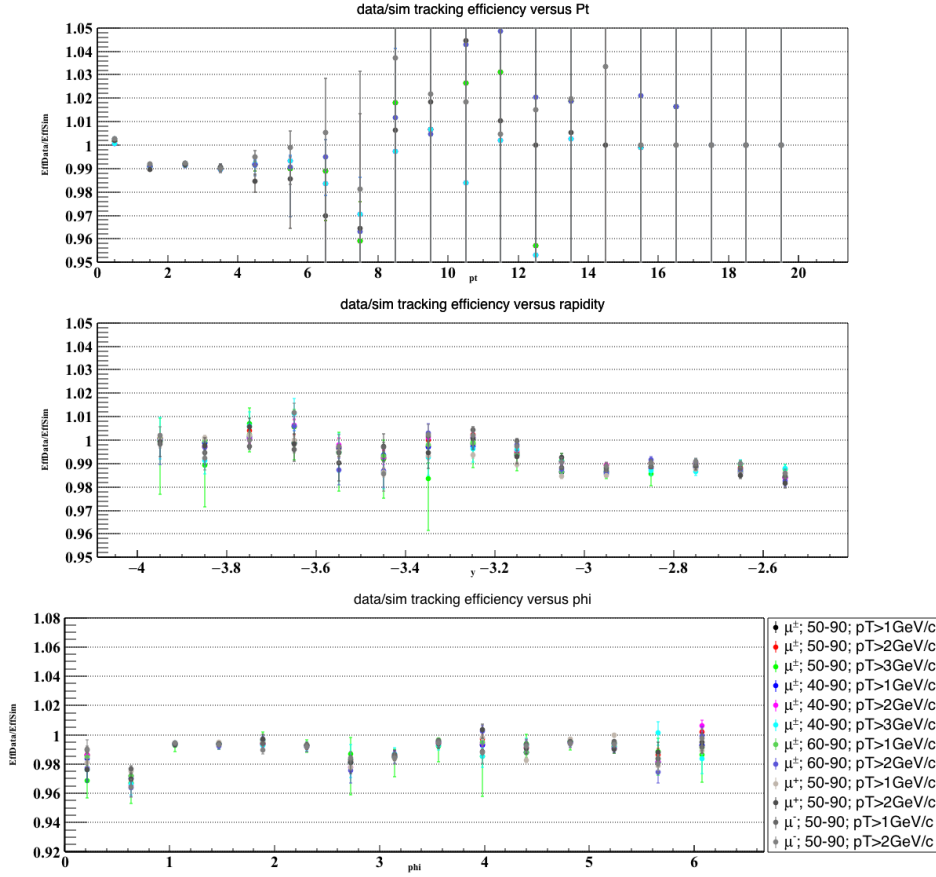 data/sim tracking efficiency versus Pt
EffData/EffSim
1.05
1.04
1.03
1.02
1.01
1
0.99
0.98
0.97
0.96
0.95
0 2 4 6 8 10 12 14 16 18 20
pt
data/sim tracking efficiency versus rapidity
EffData/EffSim
1.05
1.04
1.03
1.02
1.01
1
0.99
0.98
0.97
0.96
0.95
−4 −3.8 −3.6 −3.4 −3.2 −3 −2.8 −2.6
y
data/sim tracking efficiency versus phi
EffData/EffSim
1.08
1.06
1.04
1.02
1
0.98
0.96
0.94
0.92
0 1 2 3 4 5 6
phi
μ±; 50-90; pT>1GeV/c
μ±; 50-90; pT>2GeV/c
μ±; 50-90; pT>3GeV/c
μ±; 40-90; pT>1GeV/c
μ±; 40-90; pT>2GeV/c
μ±; 40-90; pT>3GeV/c
μ±; 60-90; pT>1GeV/c
μ±; 60-90; pT>2GeV/c
μ+; 50-90; pT>1GeV/c
μ+; 50-90; pT>2GeV/c
μ-; 50-90; pT>1GeV/c
μ-; 50-90; pT>2GeV/c